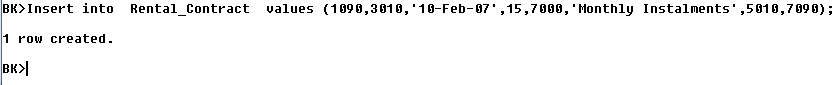 BK>Insert into  Rental_Contract  values (1090,3010,'10-Feb-07',15,7000,'Monthly Instalments',5010,7090);
1 row created.
BK>